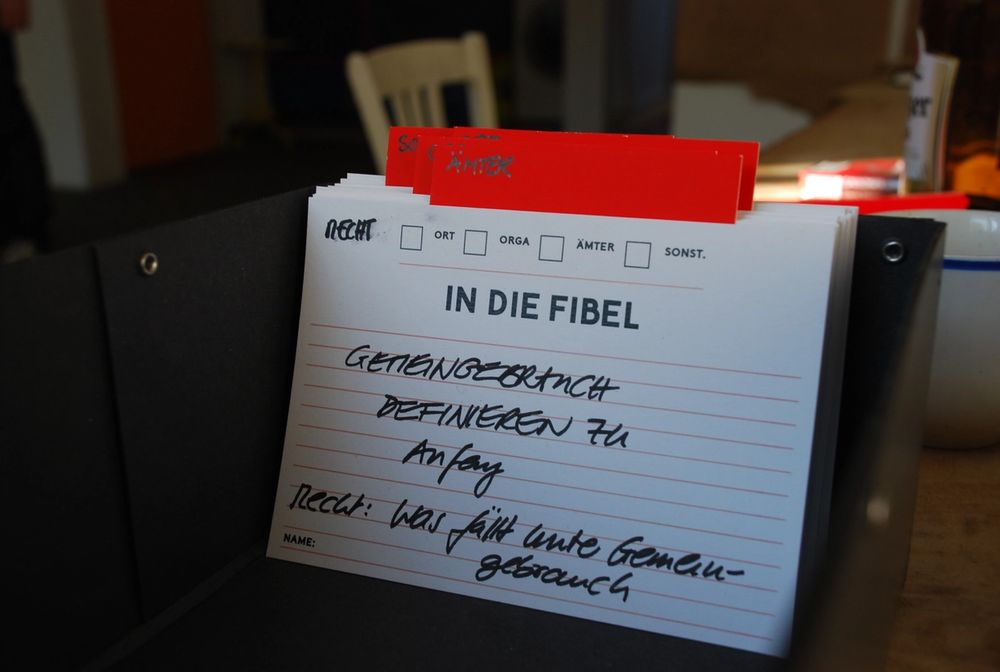 ÄMTER
RECHT ORT ORGA ÄMTER SONST.
IN DIE FIBEL
GEMEINGEBRAUCH
DEFINIEREN ZU
Anfang
Recht: Was fällt unter Gemein-
gebrauch
NAME: